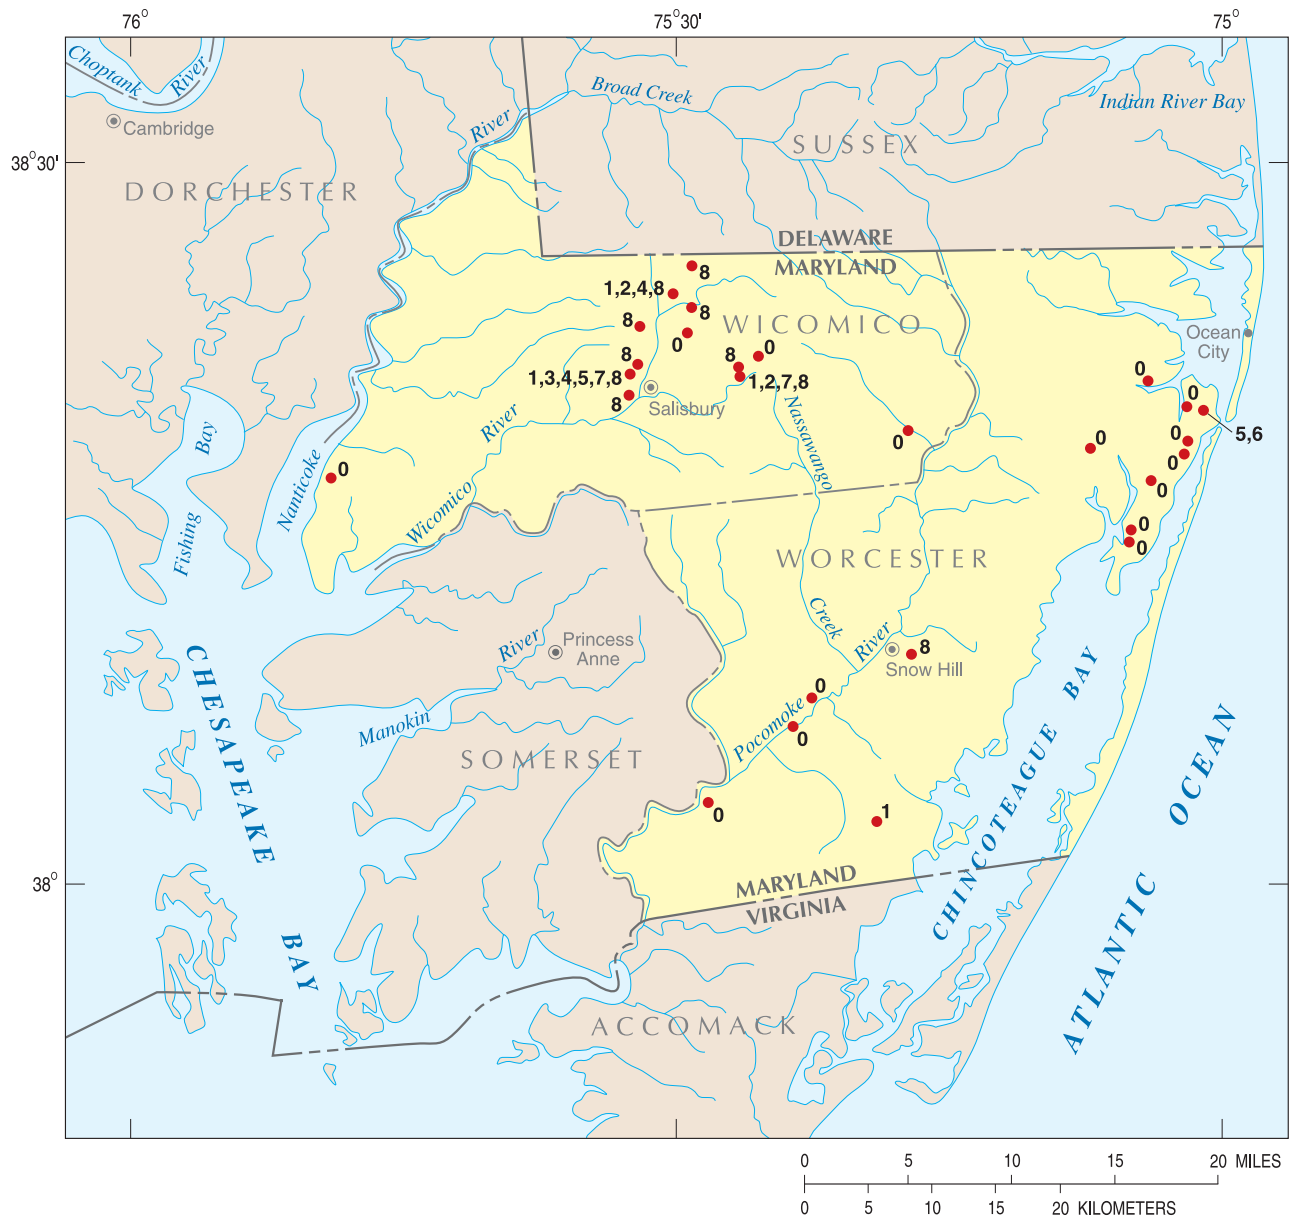 76°
75°30'
75°
Choptank
River
Cambridge
38°30'
DORCHESTER
River
Broad Creek
Indian River Bay
SUSSEX
DELAWARE
MARYLAND
8
1,2,4,8
8
8
WICOMICO
0
8
0
8
1,3,4,5,7,8
1,2,7,8
8
Salisbury
Ocean
City
0
0
5,6
0
0
0
0
0
0
0
Nassawango
River
Bay
Nanticoke
0
Wicomico
Fishing
WORCESTER
Creek
River
8
Snow Hill
River
Princess
Anne
0
Pocomoke
0
Manokin
SOMERSET
0
1
CHESAPEAKE
BAY
CHINCOTEAGUE BAY
ATLANTIC OCEAN
38°
MARYLAND
VIRGINIA
ACCOMACK
0 5 10 15 20 MILES
0 5 10 15 20 KILOMETERS